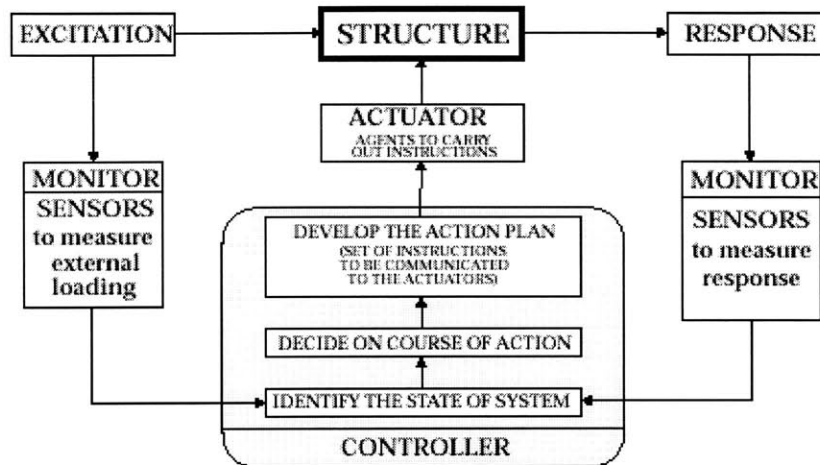 EXCITATION
STRUCTURE
RESPONSE
ACTUATOR
AGENTS TO CARRY
OUT INSTRUCTIONS
MONITOR
SENSORS
to measure
external
loading
MONITOR
SENSORS
to measure
response
DEVELOP THE ACTION PLAN
(SET OF INSTRUCTIONS
TO BE COMMUNICATED
TO THE ACTUATORS)
DECIDE ON COURSE OF ACTION
IDENTIFY THE STATE OF SYSTEM
CONTROLLER